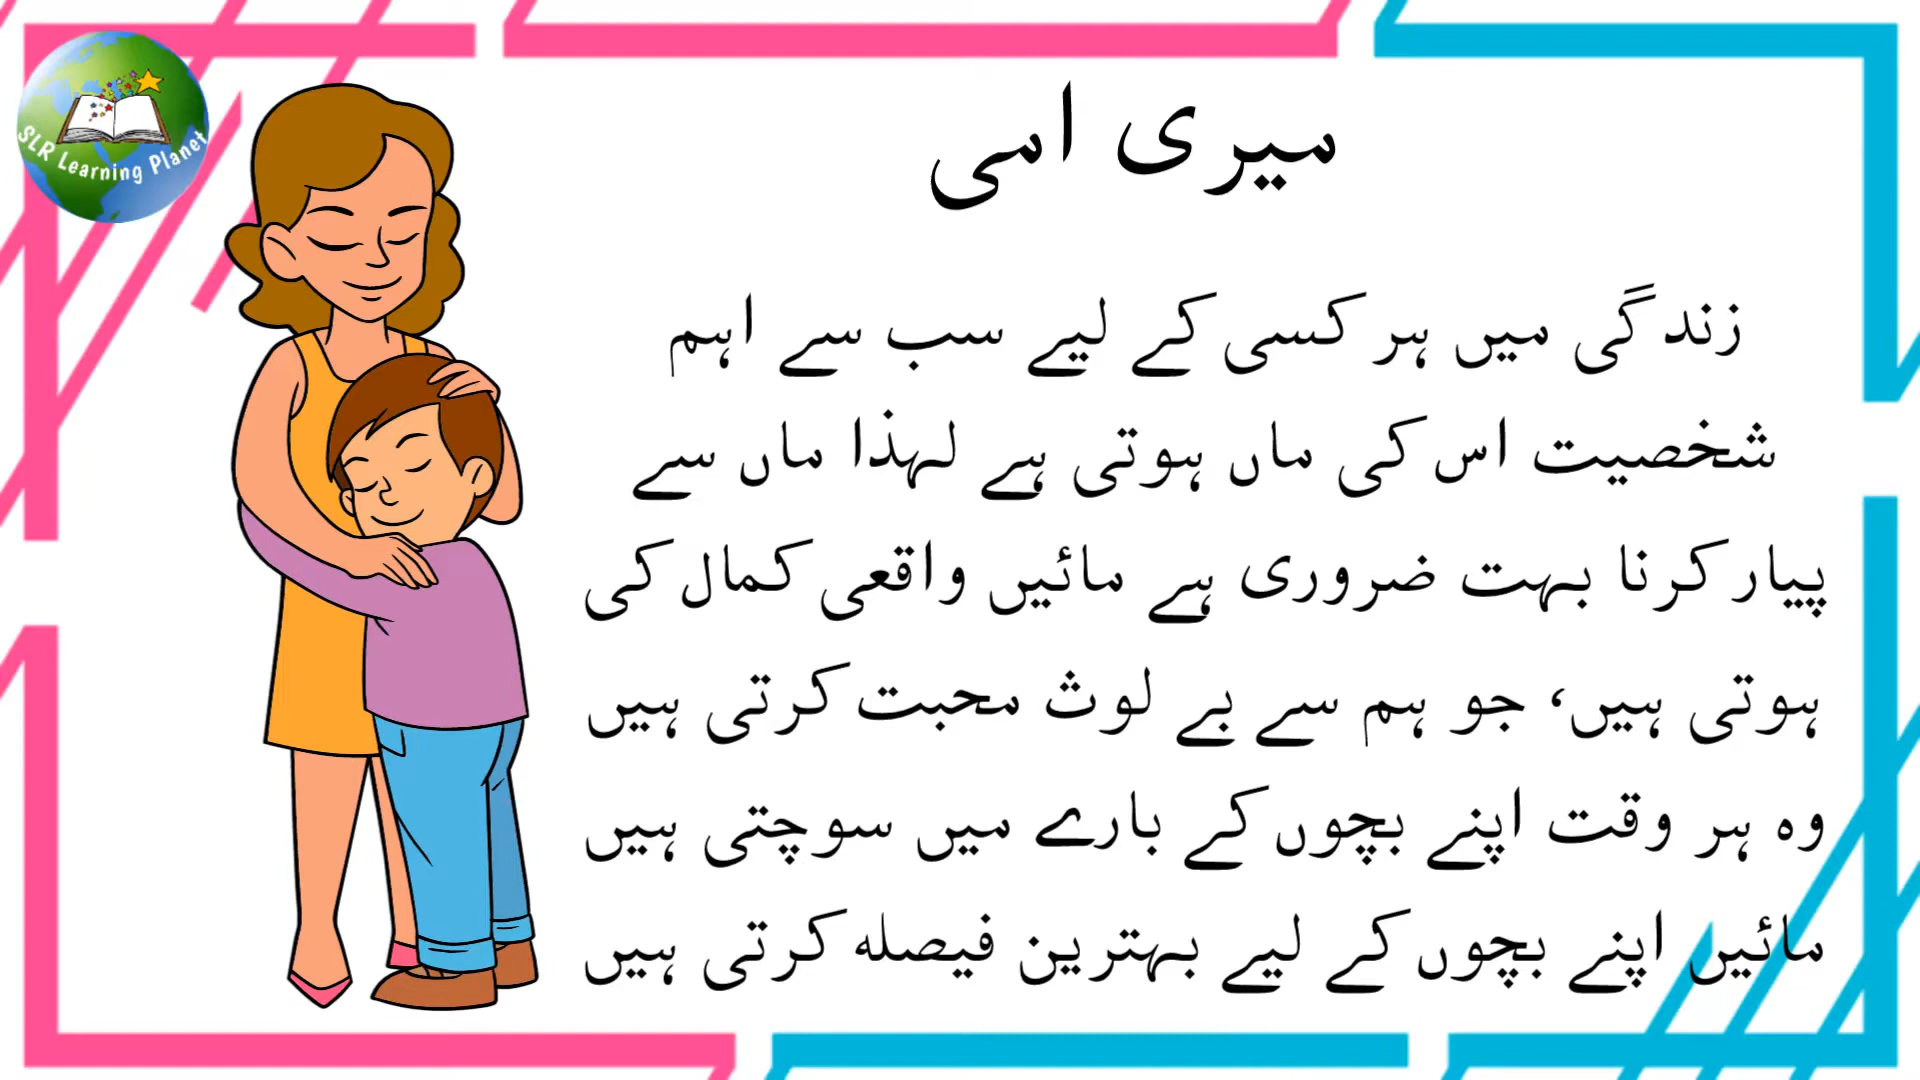 SLR Learning Planet
میری امی
زندگی میں ہر کسی کے لیے سب سے اہم
شخصیت اس کی ماں ہوتی ہے لہذا ماں سے
پیار کرنا بہت ضروری ہے مائیں واقعی کمال کی
ہوتی ہیں، جو ہم سے بے لوث محبت کرتی ہیں
وہ ہر وقت اپنے بچوں کے بارے میں سوچتی ہیں
مائیں اپنے بچوں کے لیے بہترین فیصلہ کرتی ہیں